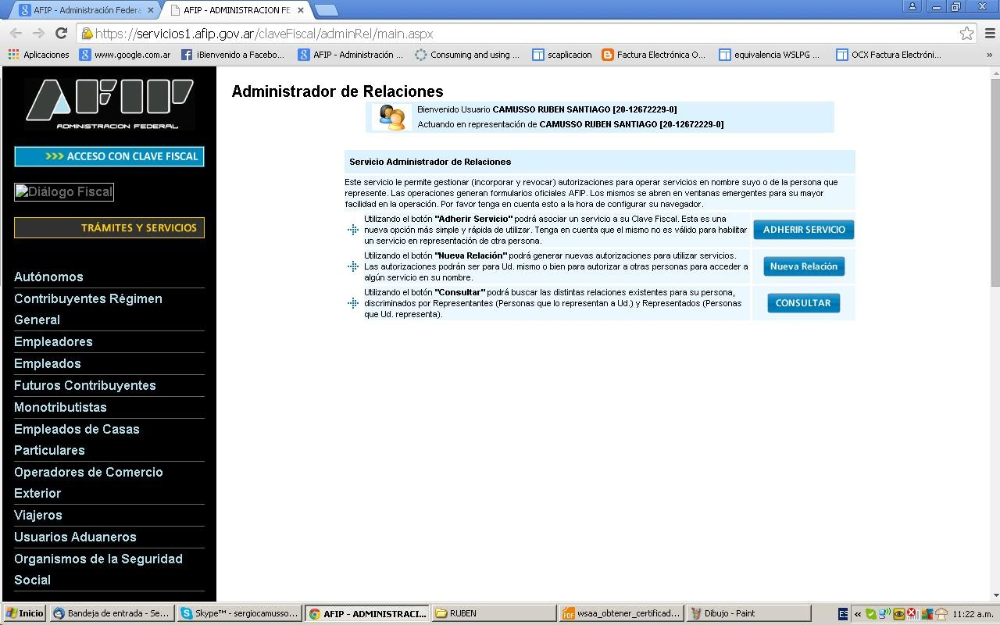 AFIP - Administración Federa
AFIP - ADMINISTRACION FE
https://servicios1.afip.gov.ar/claveFiscal/adminRel/main.aspx
Aplicaciones
www.google.com.ar
iBienvenido a Facebo...
AFIP - Administración ...
Consuming and using ...
scaplicacion
Factura Electrónica O...
equivalencia WSLPG ...
OCX Factura Electróni...
»
AFIP
ADMINISTRACION FEDERAL
>>> ACCESO CON CLAVE FISCAL
Diálogo Fiscal
TRÁMITES Y SERVICIOS
Autónomos
Contribuyentes Régimen
General
Empleadores
Empleados
Futuros Contribuyentes
Monotributistas
Empleados de Casas
Particulares
Operadores de Comercio
Exterior
Viajeros
Usuarios Aduaneros
Organismos de la Seguridad
Social
Administrador de Relaciones
Bienvenido Usuario CAMUSSO RUBEN SANTIAGO [20-12672229-0]
Actuando en representación de CAMUSSO RUBEN SANTIAGO [20-12672229-0]
Servicio Administrador de Relaciones
Este servicio le permite gestionar (incorporar y revocar) autorizaciones para operar servicios en nombre suyo o de la persona que
represente. Las operaciones generan formularios oficiales AFIP. Los mismos se abren en ventanas emergentes para su mayor
facilidad en la operación. Por favor tenga en cuenta esto a la hora de configurar su navegador.
Utilizando el botón "Adherir Servicio" podrá asociar un servicio a su Clave Fiscal. Esta es una
nueva opción más simple y rápida de utilizar. Tenga en cuenta que el mismo no es válido para habilitar
un servicio en representación de otra persona.
ADHERIR SERVICIO
Utilizando el botón "Nueva Relación" podrá generar nuevas autorizaciones para utilizar servicios.
Las autorizaciones podrán ser para Ud. mismo o bien para autorizar a otras personas para acceder a
algún servicio en su nombre.
Nueva Relación
Utilizando el botón "Consultar" podrá buscar las distintas relaciones existentes para su persona,
discriminados por Representantes (Personas que lo representan a Ud.) y Representados (Personas
que Ud. representa).
CONSULTAR
Inicio
Bandeja de entrada - Se...
Skype™ - sergiocamusso...
AFIP - ADMINISTRACI...
RUBEN
wsaa_obtener_certificad...
Dibujo - Paint
ES
«
11:22 a.m.